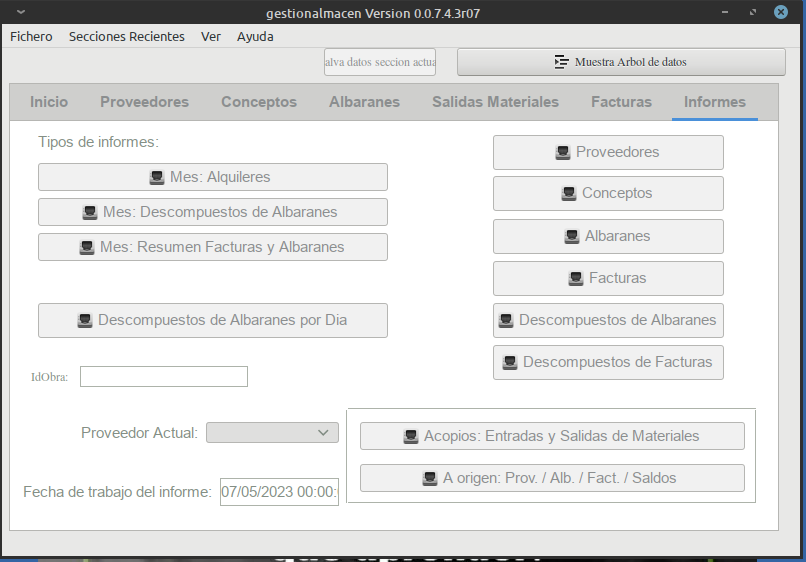 gestionalmacen Version 0.0.7.4.3r07
Fichero Secciones Recientes Ver Ayuda
alva datos seccion actua Muestra Arbol de datos
Inicio Proveedores Conceptos Albaranes Salidas Materiales Facturas Informes
Tipos de informes:
Mes: Alquileres
Mes: Descompuestos de Albaranes
Mes: Resumen Facturas y Albaranes
Descompuestos de Albaranes por Dia
IdObra:
Proveedor Actual:
Fecha de trabajo del informe: 07/05/2023 00:00:
Proveedores
Conceptos
Albaranes
Facturas
Descompuestos de Albaranes
Descompuestos de Facturas
Acopios: Entradas y Salidas de Materiales
A origen: Prov. / Alb. / Fact. / Saldos